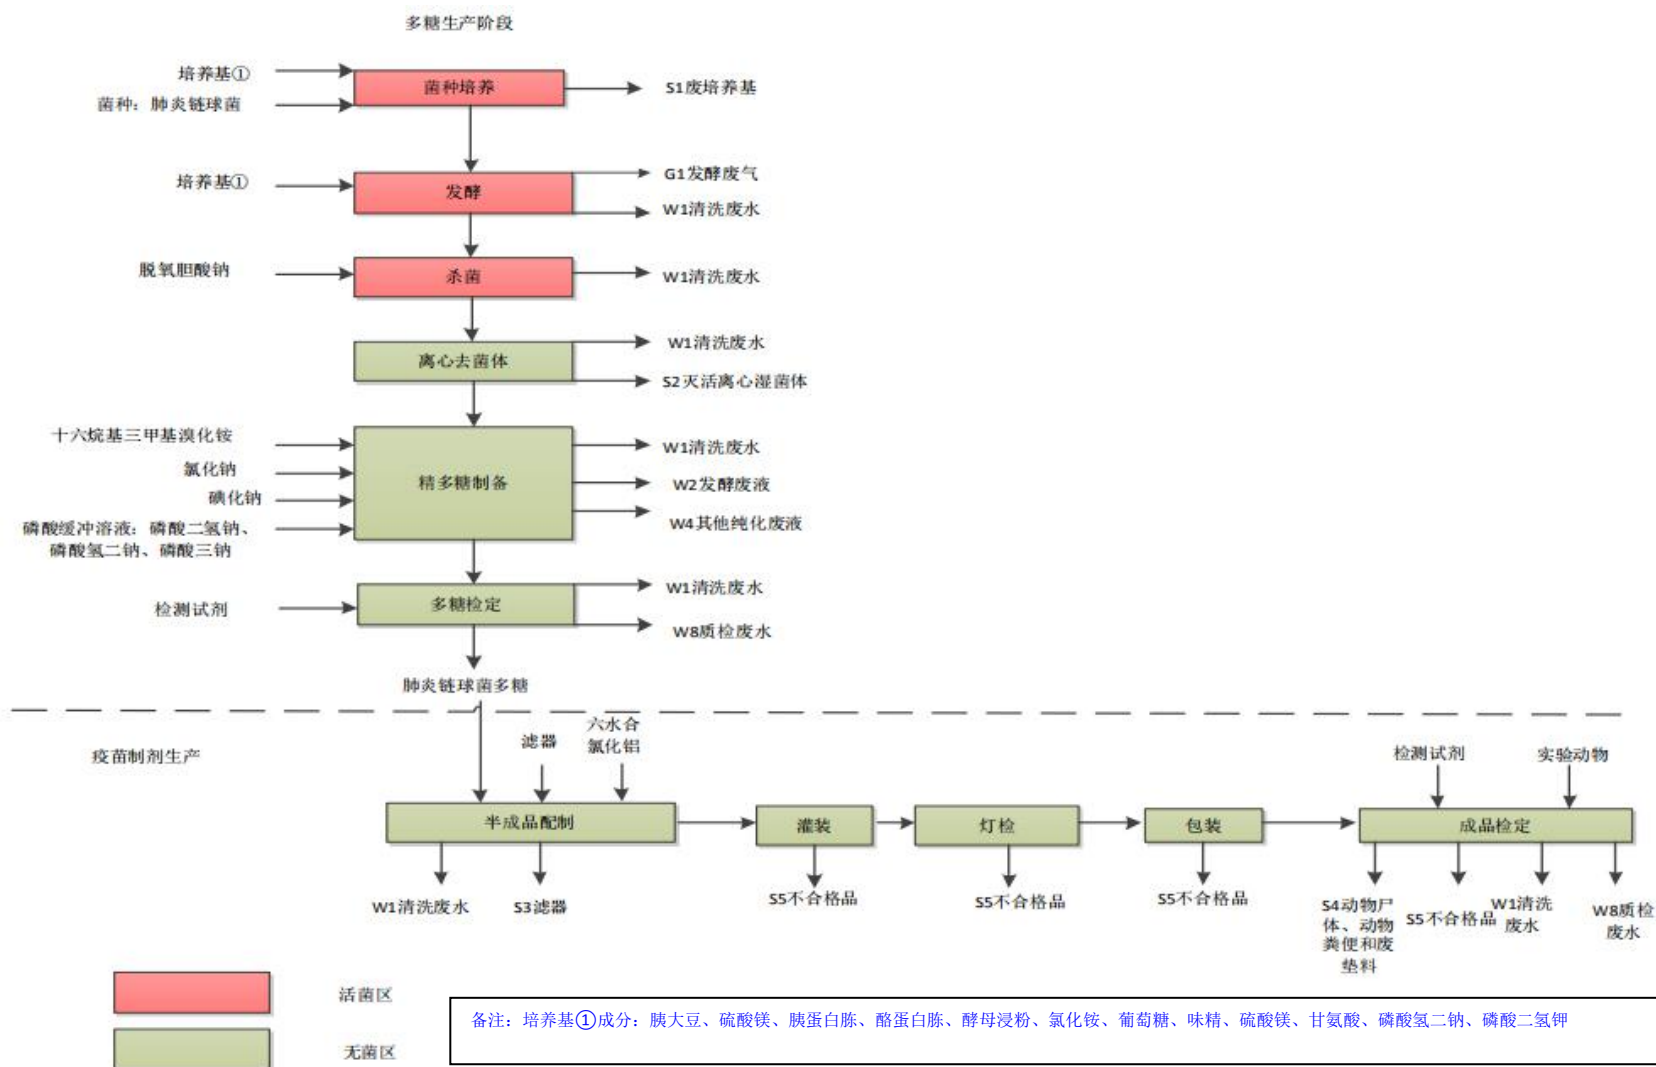 多糖生产阶段
培养基①
菌种培养
S1废培养基
菌种：肺炎链球菌
培养基①
发酵
G1发酵废气
W1清洗废水
脱氧胆酸钠
杀菌
W1清洗废水
离心去菌体
W1清洗废水
S2灭活离心湿菌体
十六烷基三甲基溴化铵
氯化钠
碘化钠
磷酸缓冲溶液：磷酸二氢钠、
磷酸氢二钠、磷酸三钠
精多糖制备
W1清洗废水
W2发酵废液
W4其他纯化废液
检测试剂
多糖检定
W1清洗废水
W8质检废水
肺炎链球菌多糖
疫苗制剂生产
滤器
六水合
氯化铝
检测试剂
实验动物
半成品配制
灌装
灯检
包装
成品检定
W1清洗废水
S3滤器
S5不合格品
S5不合格品
S5不合格品
S4动物尸
体、动物
粪便和废
垫料
S5不合格品
W1清洗
废水
W8质检
废水
活菌区
无菌区
备注：培养基①成分：胰大豆、硫酸镁、胰蛋白胨、酪蛋白胨、酵母浸粉、氯化铵、葡萄糖、味精、硫酸镁、甘氨酸、磷酸氢二钠、磷酸二氢钾